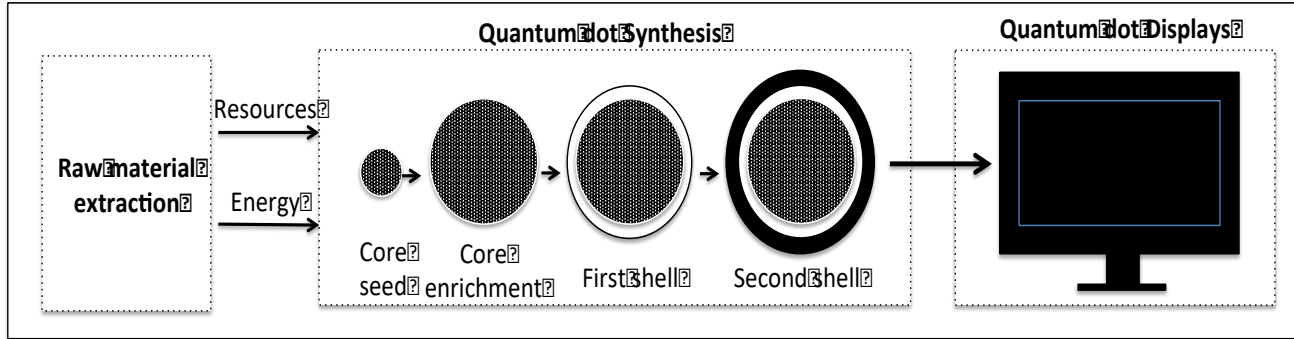 Quantum dot Synthesis
Quantum dot Displays
Resources
Raw material
extraction
Energy
Core
seed
Core
enrichment
First shell
Second shell